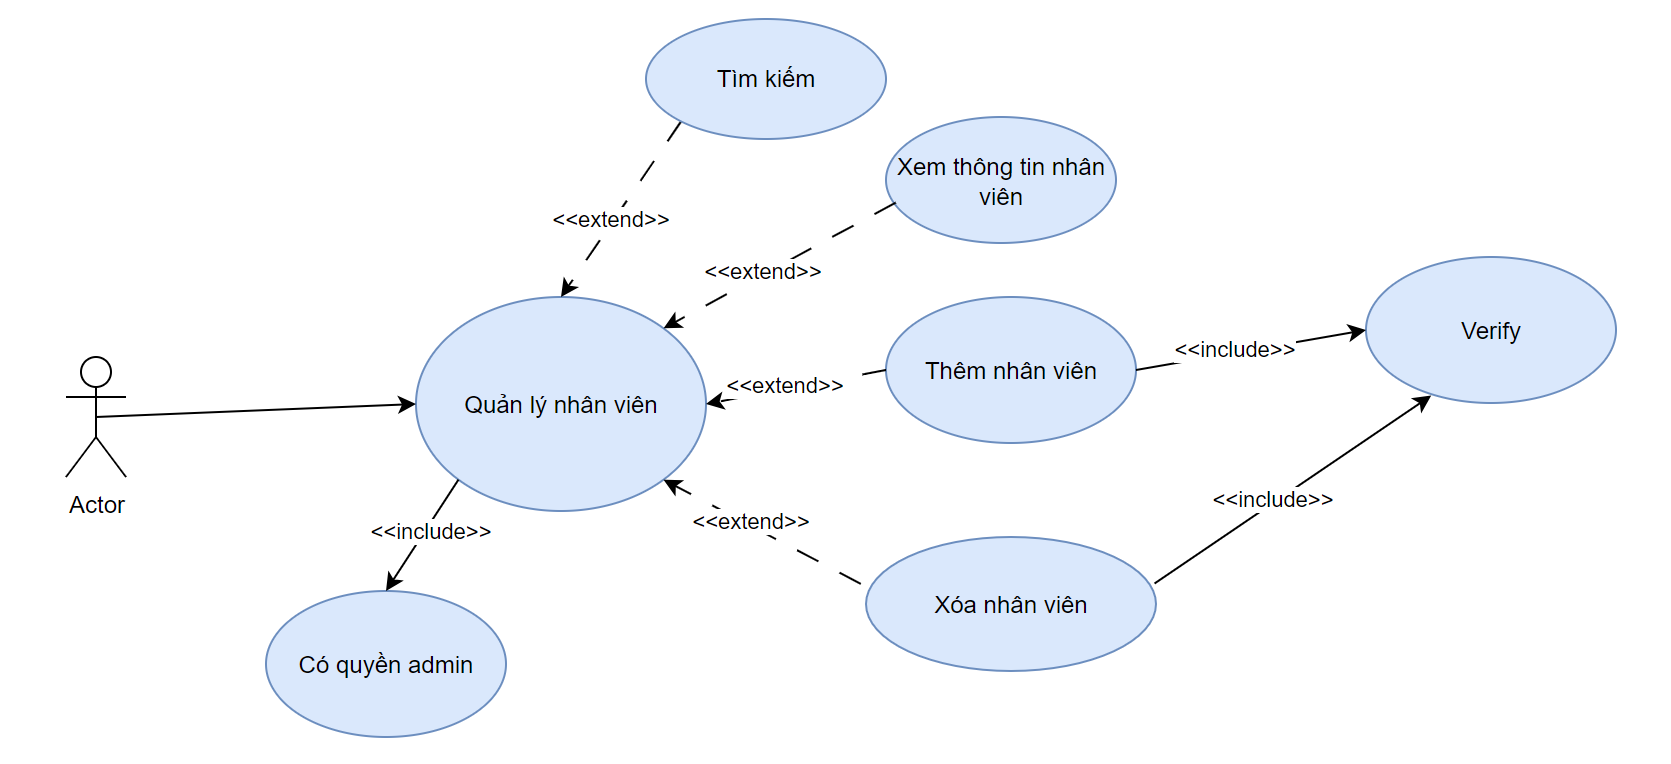 Tìm kiếm
Xem thông tin nhân
viên
<<extend>>
<<extend>>
Verify
<<include>>
Thêm nhân viên
<<extend>>
Quản lý nhân viên
Actor
<<include>>
<<extend>>
<<include>>
Xóa nhân viên
Có quyền admin